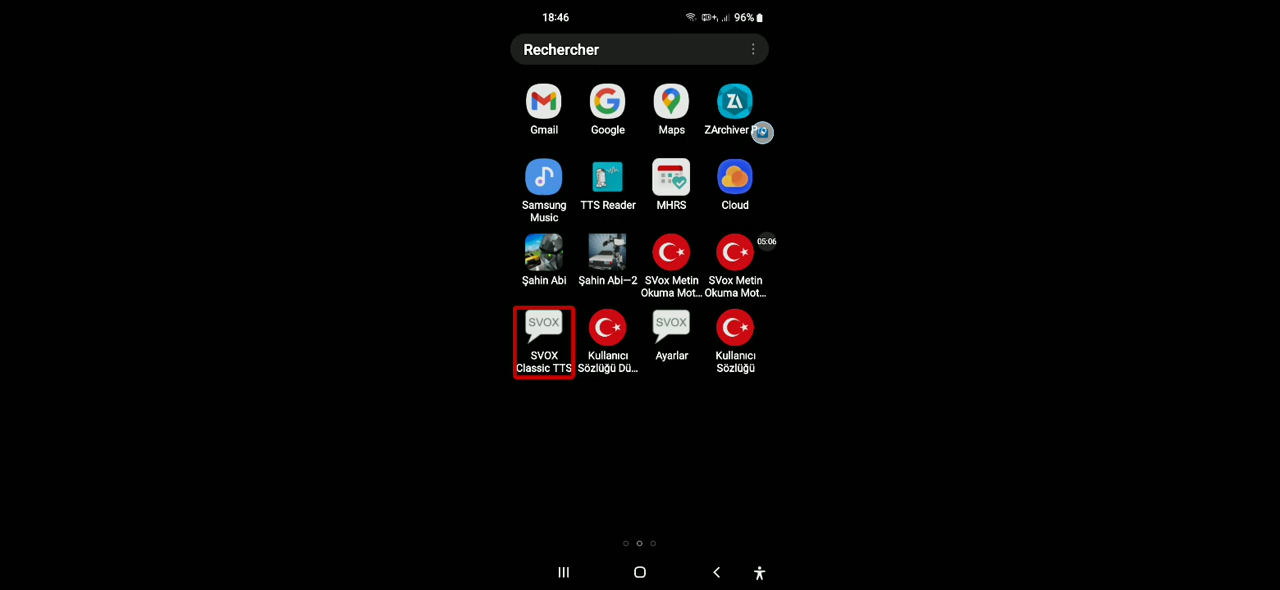 18:46
96%
Rechercher
Gmail
Google
Maps
ZArchiver
Samsung
Music
TTS Reader
MHRS
Cloud
05:06
Şahin Abi
Şahin Abi–2
SVox Metin
Okuma Mot...
SVox Metin
Okuma Mot...
SVOX
SVOX
Classic TTS
Kullanıcı
Sözlüğü Dü...
SVOX
Ayarlar
Kullanıcı
Sözlüğü